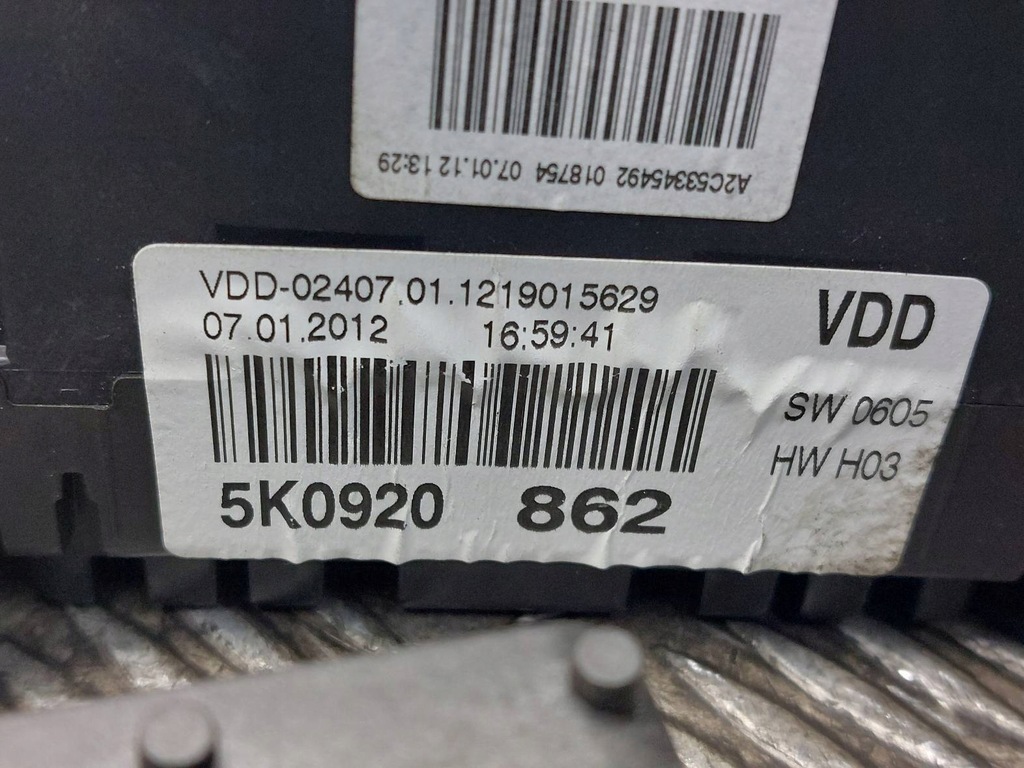 A2C53345492 018754 07.01.12 13:29
VDD-02407.01.1219015629
07.01.2012 16:59:41
VDD
SW 0605
HW H03
5K0920 862